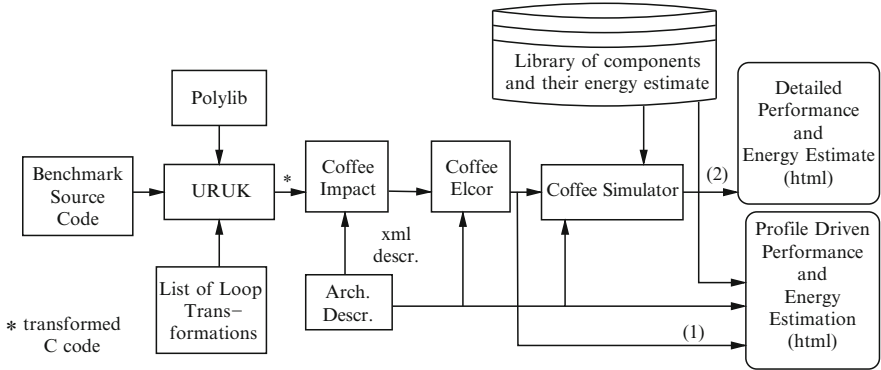 Library of components
and their energy estimate
Detailed
Performance
and
Energy Estimate
(html)
Polylib
Benchmark
Source
Code
URUK
*
Coffee
Impact
Coffee
Elcor
Coffee Simulator
(2)
xml
descr.
Profile Driven
Performance
and
Energy
Estimation
(html)
List of Loop
Trans–
formations
Arch.
Descr.
(1)
* transformed
C code